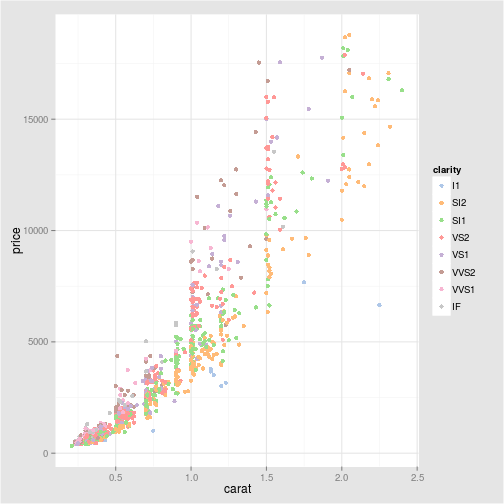 15000
10000
5000
0
price
0.5 1.0 1.5 2.0 2.5
carat
clarity
I1
SI2
SI1
VS2
VS1
VVS2
VVS1
IF